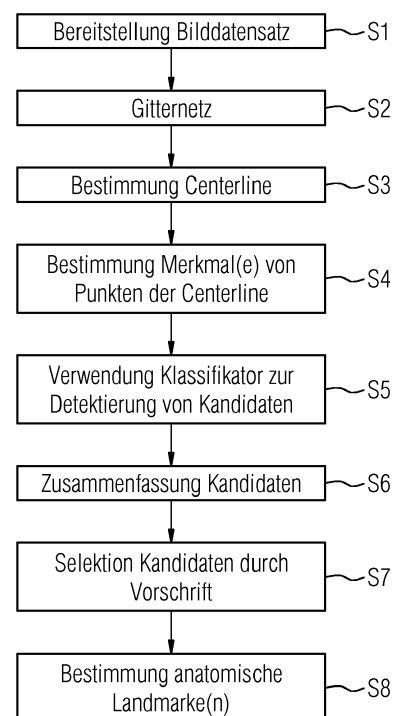 Bereitstellung Bilddatensatz S1
Gitternetz S2
Bestimmung Centerline S3
Bestimmung Merkmal(e) von
Punkten der Centerline S4
Verwendung Klassifikator zur
Detektierung von Kandidaten S5
Zusammenfassung Kandidaten S6
Selektion Kandidaten durch
Vorschrift S7
Bestimmung anatomische
Landmarke(n) S8